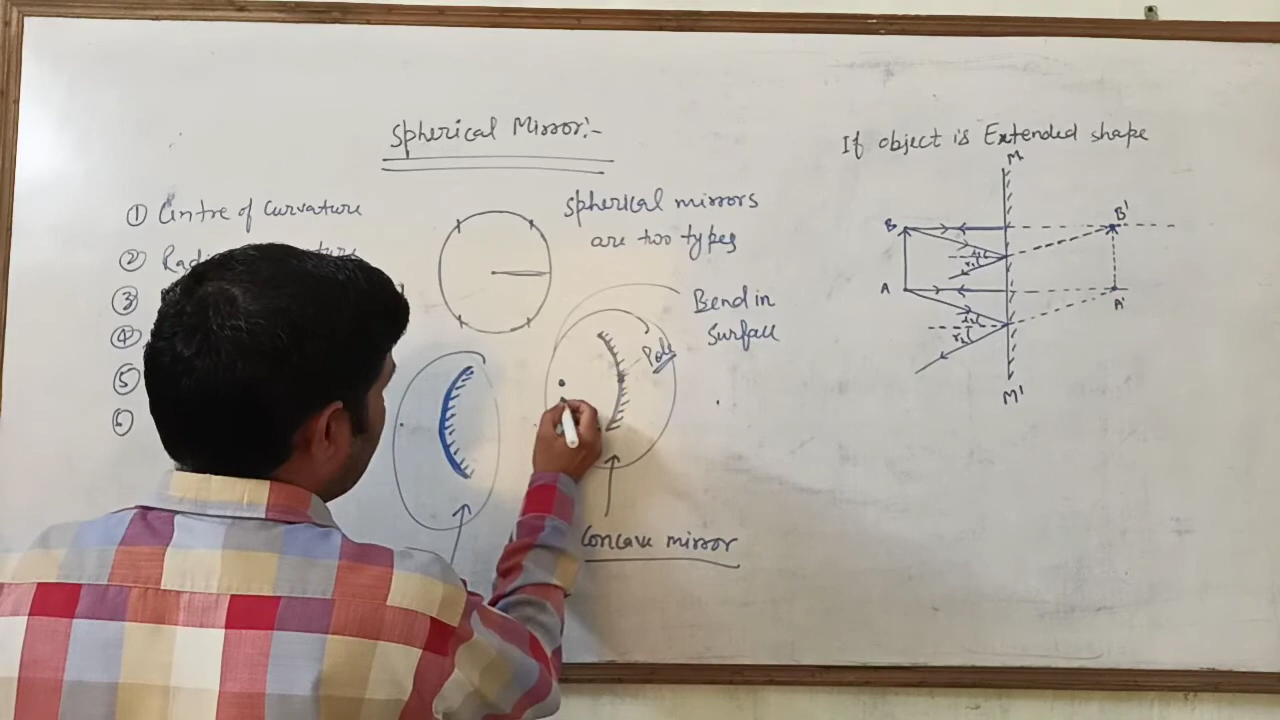 Spherical Mirror:-
① Centre of Curvature
②
③
④
⑤
⑥
Spherical mirrors
are two types
Bend in
Surface
Pole
Concave mirror
If object is Extended shape
M
B
B'
A
A'
M'